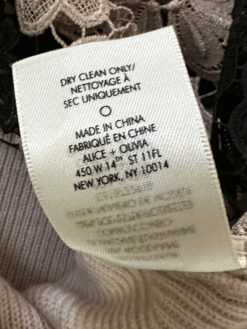 DRY CLEAN ONLY/
NETTOYAGE À
SEC UNIQUEMENT
MADE IN CHINA
FABRIQUÉ EN CHINE
ALICE + OLIVIA
450 W 14TH ST 11FL
NEW YORK, NY 10014